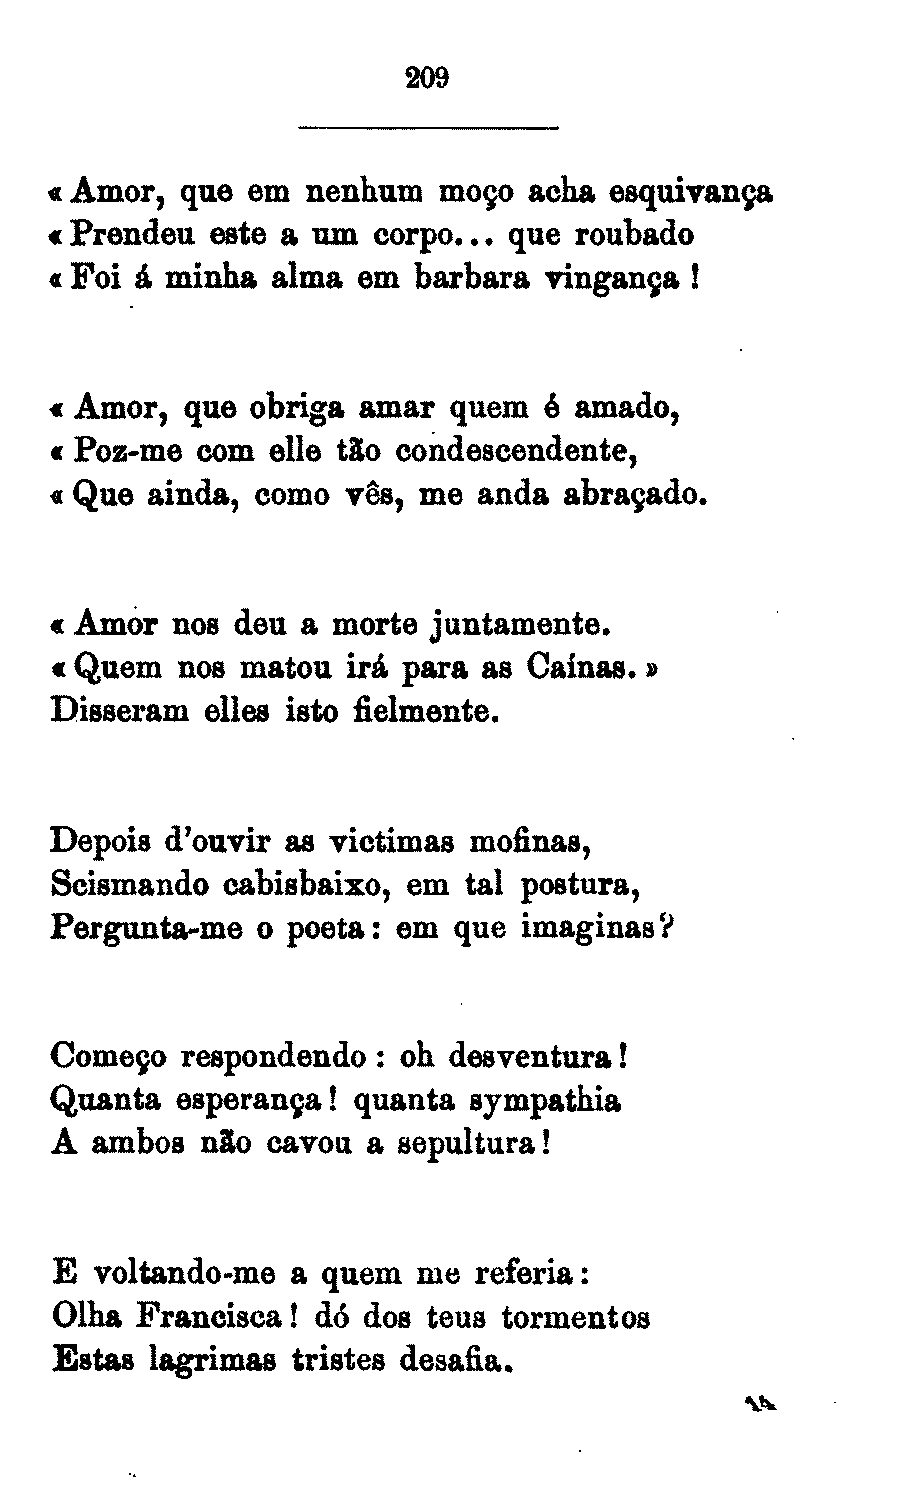 209
« Amor, que em nenhum moço acha esquivança
« Prendeu este a um corpo... que roubado
« Foi á minha alma em barbara vingança !
« Amor, que obriga amar quem é amado,
« Poz-me com elle tão condescendente,
« Que ainda, como vês, me anda abraçado.
« Amor nos deu a morte juntamente.
« Quem nos matou irá para as Caínas. »
Disseram elles isto fielmente.
Depois d'ouvir as victimas mofinas,
Scismando cabisbaixo, em tal postura,
Pergunta-me o poeta : em que imaginas?
Começo respondendo : oh desventura !
Quanta esperança ! quanta sympathia
A ambos não cavou a sepultura !
E voltando-me a quem me referia :
Olha Francisca ! dó dos teus tormentos
Estas lagrimas tristes desafia.
14